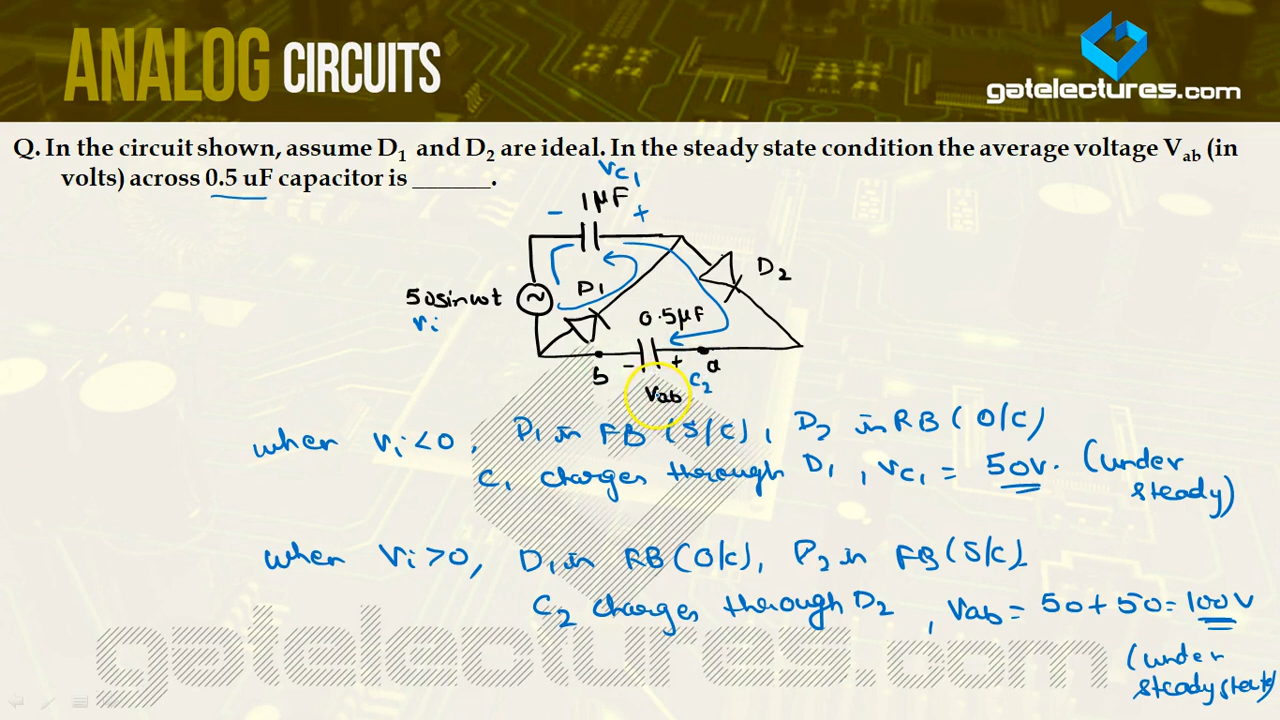 ANALOG CIRCUITS
gatelectures.com
Q. In the circuit shown, assume D1 and D2 are ideal. In the steady state condition the average voltage Vab (in
volts) across 0.5 uF capacitor is ______.
VC1
1μF
- +
D2
D1
50sinωt
Vi
0.5μF
b - + a
C2
Vab
when Vi<0, D1 in FB (S/C), D2 in RB (O/C)
C1 charges through D1, VC1 = 50V. (under
steady)
when Vi>0, D1 in RB (O/C), D2 in FB (S/C)
C2 charges through D2, Vab = 50+50=100V
(under
steady state)
gatelectures.com